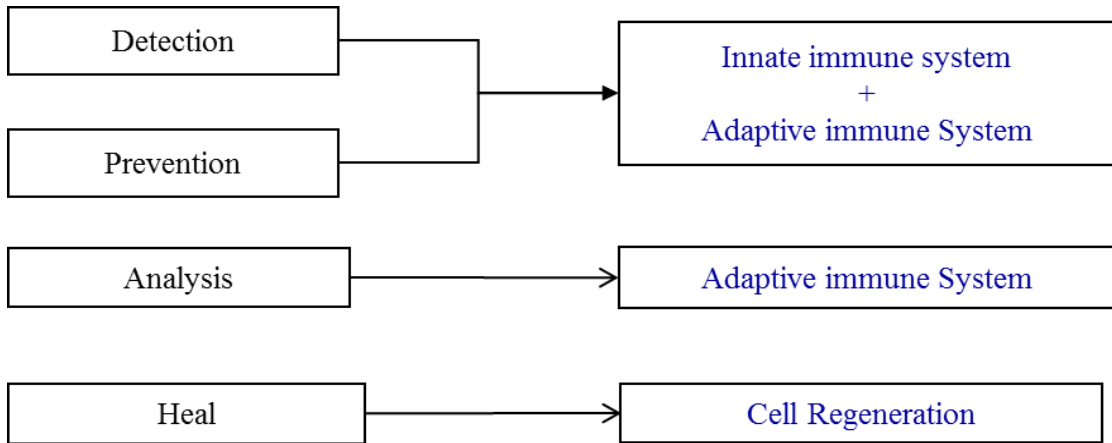 Detection
Prevention
Innate immune system
+
Adaptive immune System
Analysis
Adaptive immune System
Heal
Cell Regeneration